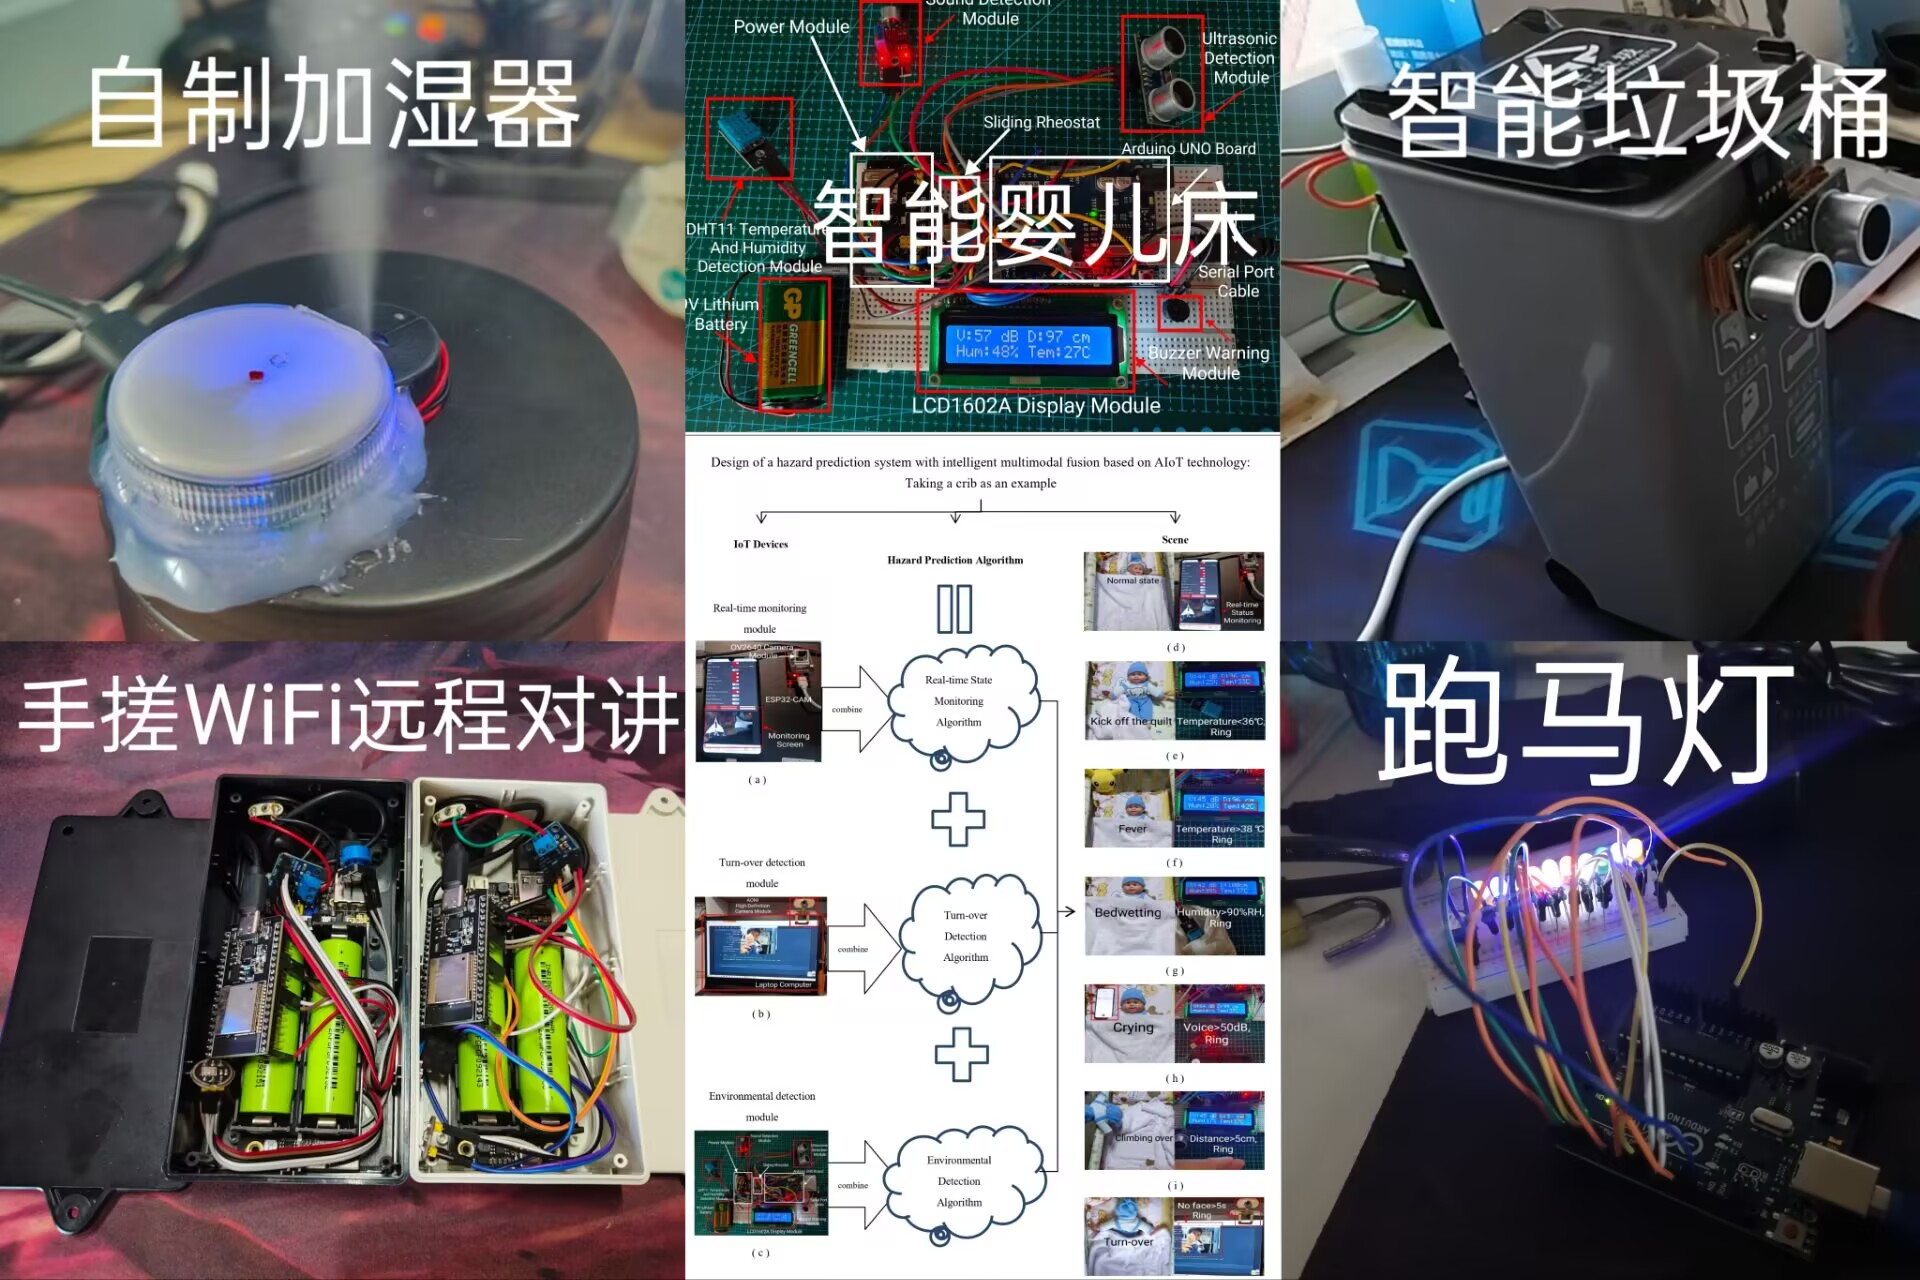 自制加湿器
Power Module
Sound Detection
Module
Ultrasonic
Detection
Module
Sliding Rheostat
Arduino UNO Board
智能婴儿床
DHT11 Temperature
And Humidity
Detection Module
Serial Port
Cable
9V Lithium
Battery
GP
GREENCELL
V:57 dB D:97 cm
Hum:48% Tem:27C
Buzzer Warning
Module
LCD1602A Display Module
智能垃圾桶
手搓WiFi远程对讲
Design of a hazard prediction system with intelligent multimodal fusion based on AIoT technology:
Taking a crib as an example
IoT Devices
Hazard Prediction Algorithm
Scene
Real-time monitoring
module
OV2640 Camera
Module
ESP32-CAM
Monitoring
Screen
( a )
combine
Real-time State
Monitoring
Algorithm
Turn-over detection
module
Laptop Computer
( b )
combine
Turn-over
Detection
Algorithm
Environmental detection
module
( c )
combine
Environmental
Detection
Algorithm
Normal state
Real-time
Status
Monitoring
( d )
Kick off the quilt
Temperature<36℃,
Ring
( e )
Fever
Temperature>38℃
Ring
( f )
Bedwetting
Humidity>90%RH,
Ring
( g )
Crying
Voice>50dB,
Ring
( h )
Climbing over
Distance>5cm,
Ring
( i )
Turn-over
No face>5s
Ring
跑马灯
ARDUINO